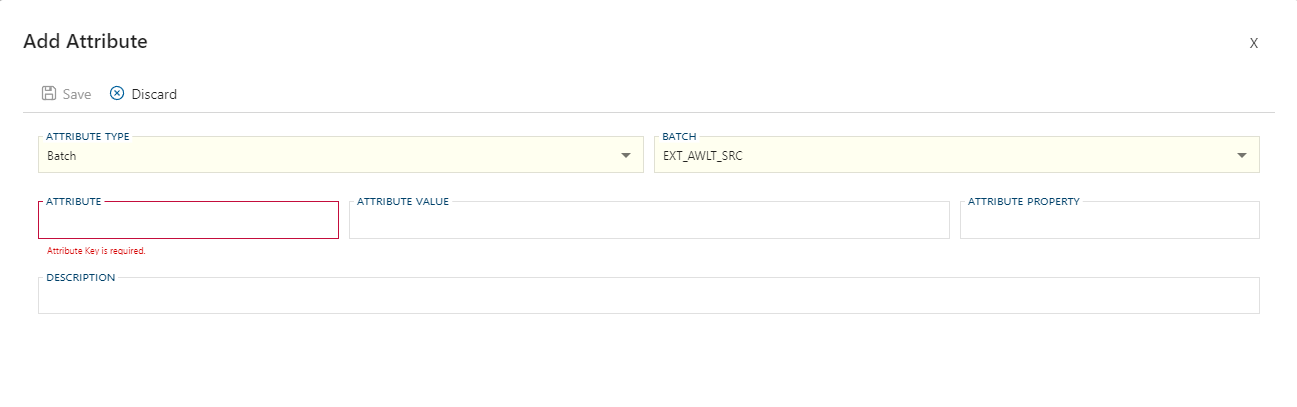 Add Attribute
X
Save
Discard
ATTRIBUTE TYPE
BATCH
Batch
EXT_AWLT_SRC
ATTRIBUTE
ATTRIBUTE VALUE
ATTRIBUTE PROPERTY
Attribute Key is required.
DESCRIPTION